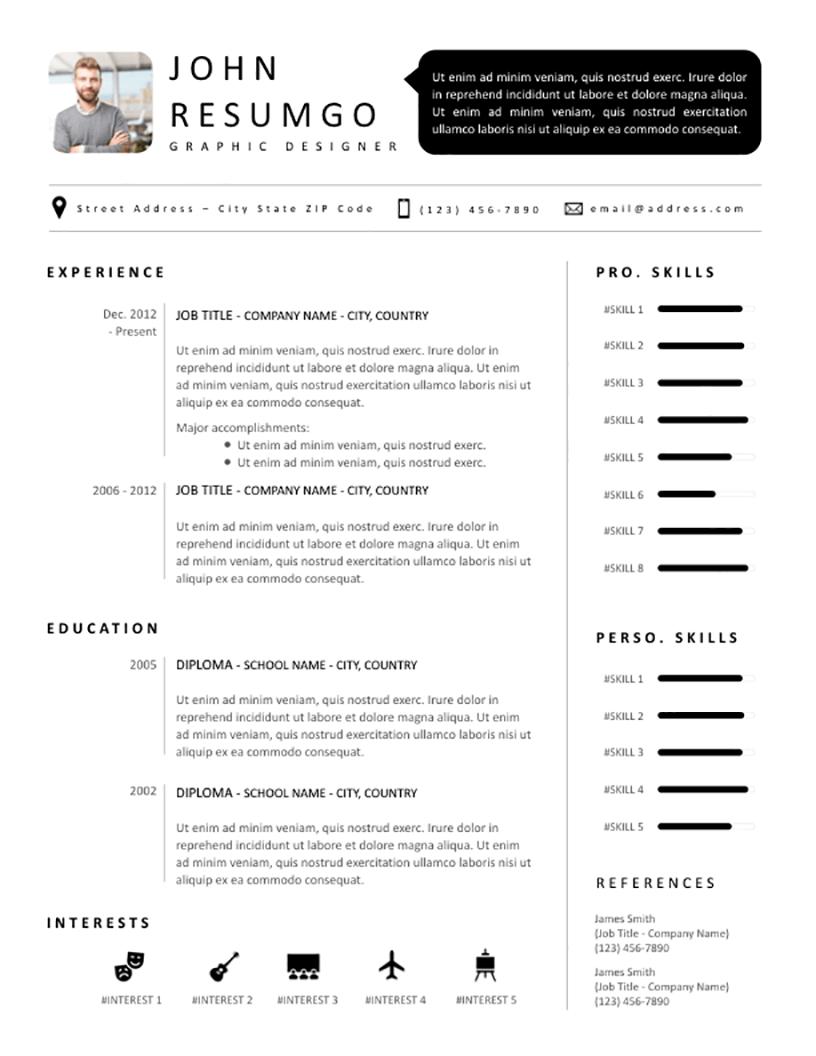 JOHN
RESUMGO
GRAPHIC DESIGNER
Ut enim ad minim veniam, quis nostrud exerc. Irure dolor
in reprehend incididunt ut labore et dolore magna aliqua.
Ut enim ad minim veniam, quis nostrud exercitation
ullamco laboris nisi ut aliquip ex ea commodo consequat.
Street Address – City State ZIP Code
(123) 456-7890
email@address.com
EXPERIENCE
Dec. 2012
- Present
JOB TITLE - COMPANY NAME - CITY, COUNTRY
Ut enim ad minim veniam, quis nostrud exerc. Irure dolor in
reprehend incididunt ut labore et dolore magna aliqua. Ut enim
ad minim veniam, quis nostrud exercitation ullamco laboris nisi ut
aliquip ex ea commodo consequat.
Major accomplishments:
● Ut enim ad minim veniam, quis nostrud exerc.
● Ut enim ad minim veniam, quis nostrud exerc.
2006 - 2012
JOB TITLE - COMPANY NAME - CITY, COUNTRY
Ut enim ad minim veniam, quis nostrud exerc. Irure dolor in
reprehend incididunt ut labore et dolore magna aliqua. Ut enim
ad minim veniam, quis nostrud exercitation ullamco laboris nisi ut
aliquip ex ea commodo consequat.
EDUCATION
2005
DIPLOMA - SCHOOL NAME - CITY, COUNTRY
Ut enim ad minim veniam, quis nostrud exerc. Irure dolor in
reprehend incididunt ut labore et dolore magna aliqua. Ut enim
ad minim veniam, quis nostrud exercitation ullamco laboris nisi ut
aliquip ex ea commodo consequat.
2002
DIPLOMA - SCHOOL NAME - CITY, COUNTRY
Ut enim ad minim veniam, quis nostrud exerc. Irure dolor in
reprehend incididunt ut labore et dolore magna aliqua. Ut enim
ad minim veniam, quis nostrud exercitation ullamco laboris nisi ut
aliquip ex ea commodo consequat.
INTERESTS
#INTEREST 1
#INTEREST 2
#INTEREST 3
#INTEREST 4
#INTEREST 5
PRO. SKILLS
#SKILL 1
#SKILL 2
#SKILL 3
#SKILL 4
#SKILL 5
#SKILL 6
#SKILL 7
#SKILL 8
PERSO. SKILLS
#SKILL 1
#SKILL 2
#SKILL 3
#SKILL 4
#SKILL 5
REFERENCES
James Smith
(Job Title - Company Name)
(123) 456-7890
James Smith
(Job Title - Company Name)
(123) 456-7890